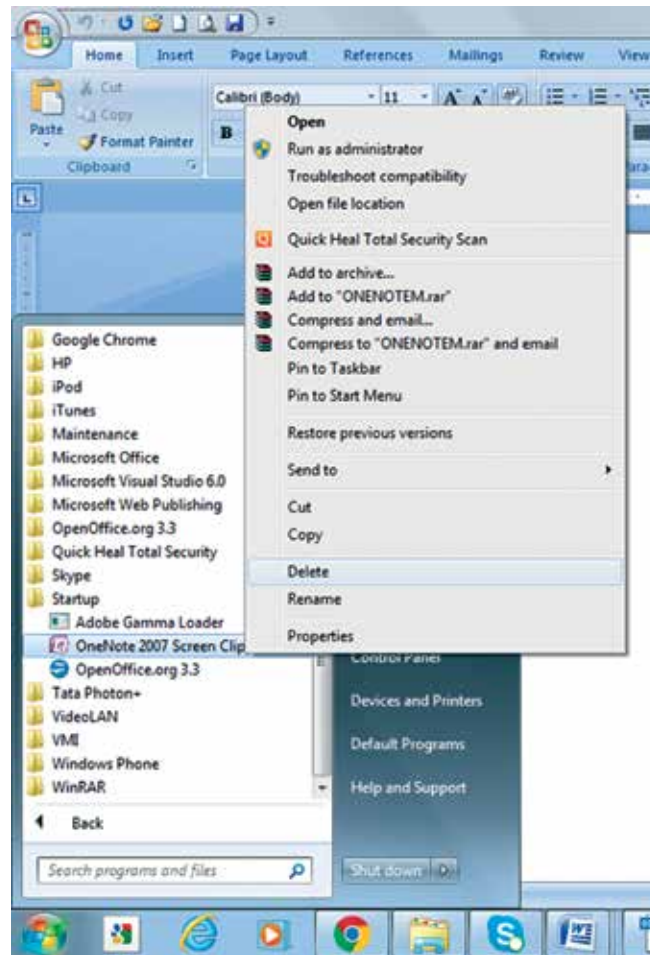 Home Insert Page Layout References Mailings Review View
Cut
Copy
Paste
Format Painter
Clipboard
Calibri (Body) 11 A A
B
Open
Run as administrator
Troubleshoot compatibility
Open file location
Quick Heal Total Security Scan
Add to archive...
Add to "ONENOTEM.rar"
Compress and email...
Compress to "ONENOTEM.rar" and email
Pin to Taskbar
Pin to Start Menu
Restore previous versions
Send to
Cut
Copy
Delete
Rename
Properties
Google Chrome
HP
iPod
iTunes
Maintenance
Microsoft Office
Microsoft Visual Studio 6.0
Microsoft Web Publishing
OpenOffice.org 3.3
Quick Heal Total Security
Skype
Startup
Adobe Gamma Loader
OneNote 2007 Screen Clip
OpenOffice.org 3.3
Tata Photon+
VideoLAN
VMI
Windows Phone
WinRAR
Back
Search programs and files
Control Panel
Devices and Printers
Default Programs
Help and Support
Shut down